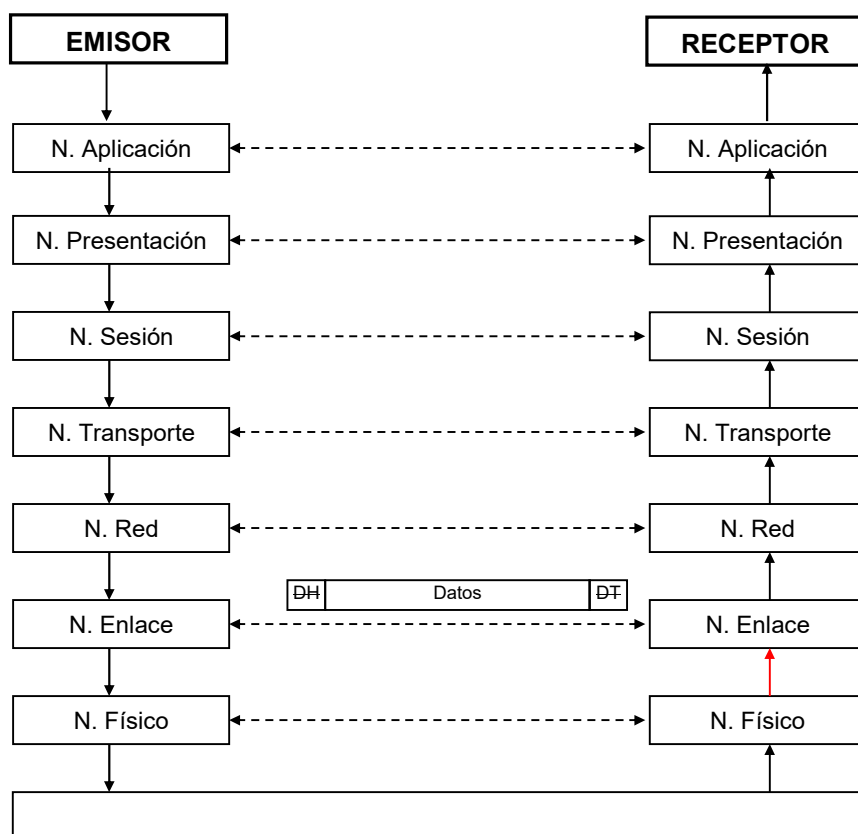 EMISOR
RECEPTOR
N. Aplicación
N. Aplicación
N. Presentación
N. Presentación
N. Sesión
N. Sesión
N. Transporte
N. Transporte
N. Red
N. Red
DH Datos DT
N. Enlace
N. Enlace
N. Físico
N. Físico